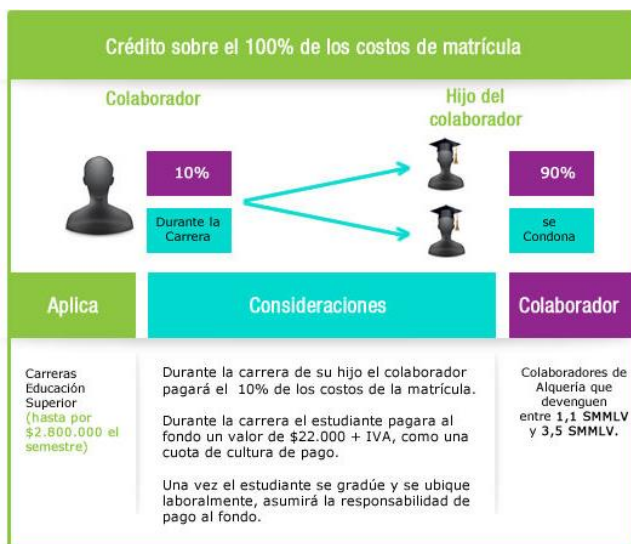 Crédito sobre el 100% de los costos de matrícula
Colaborador
Hijo del
colaborador
10%
Durante la
Carrera
90%
se
Condona
Aplica
Consideraciones
Colaborador
Carreras
Educación
Superior
(hasta por
$2.800.000 el
semestre)
Durante la carrera de su hijo el colaborador
pagará el 10% de los costos de la matrícula.
Durante la carrera el estudiante pagara al
fondo un valor de $22.000 + IVA, como una
cuota de cultura de pago.
Una vez el estudiante se gradúe y se ubique
laboralmente, asumirá la responsabilidad de
pago al fondo.
Colaboradores de
Alquería que
devenguen
entre 1,1 SMMLV
y 3,5 SMMLV.